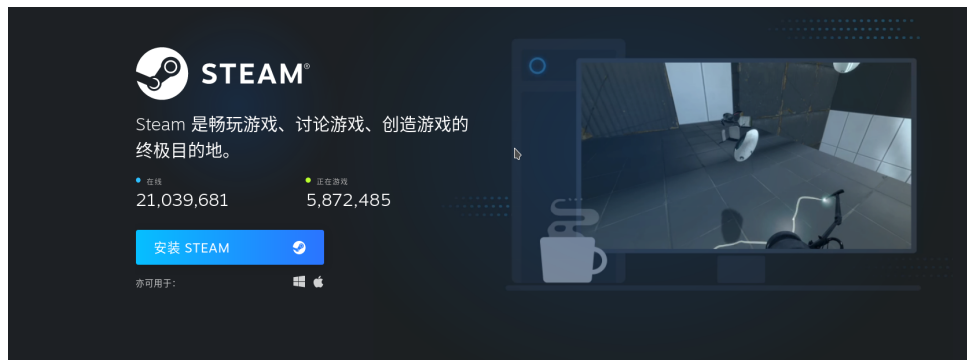 STEAM®
Steam 是畅玩游戏、讨论游戏、创造游戏的
终极目的地。
在线
正在游戏
21,039,681
5,872,485
安装 STEAM
亦可用于：